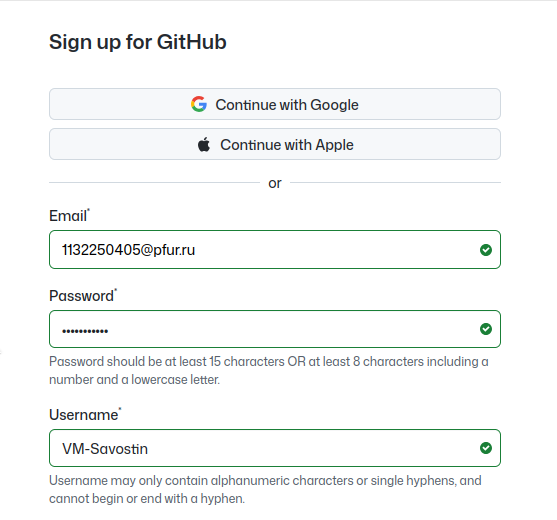 Sign up for GitHub
Continue with Google
Continue with Apple
or
Email*
1132250405@pfur.ru
Password*
•••••••••••
Password should be at least 15 characters OR at least 8 characters including a
number and a lowercase letter.
Username*
VM-Savostin
Username may only contain alphanumeric characters or single hyphens, and
cannot begin or end with a hyphen.